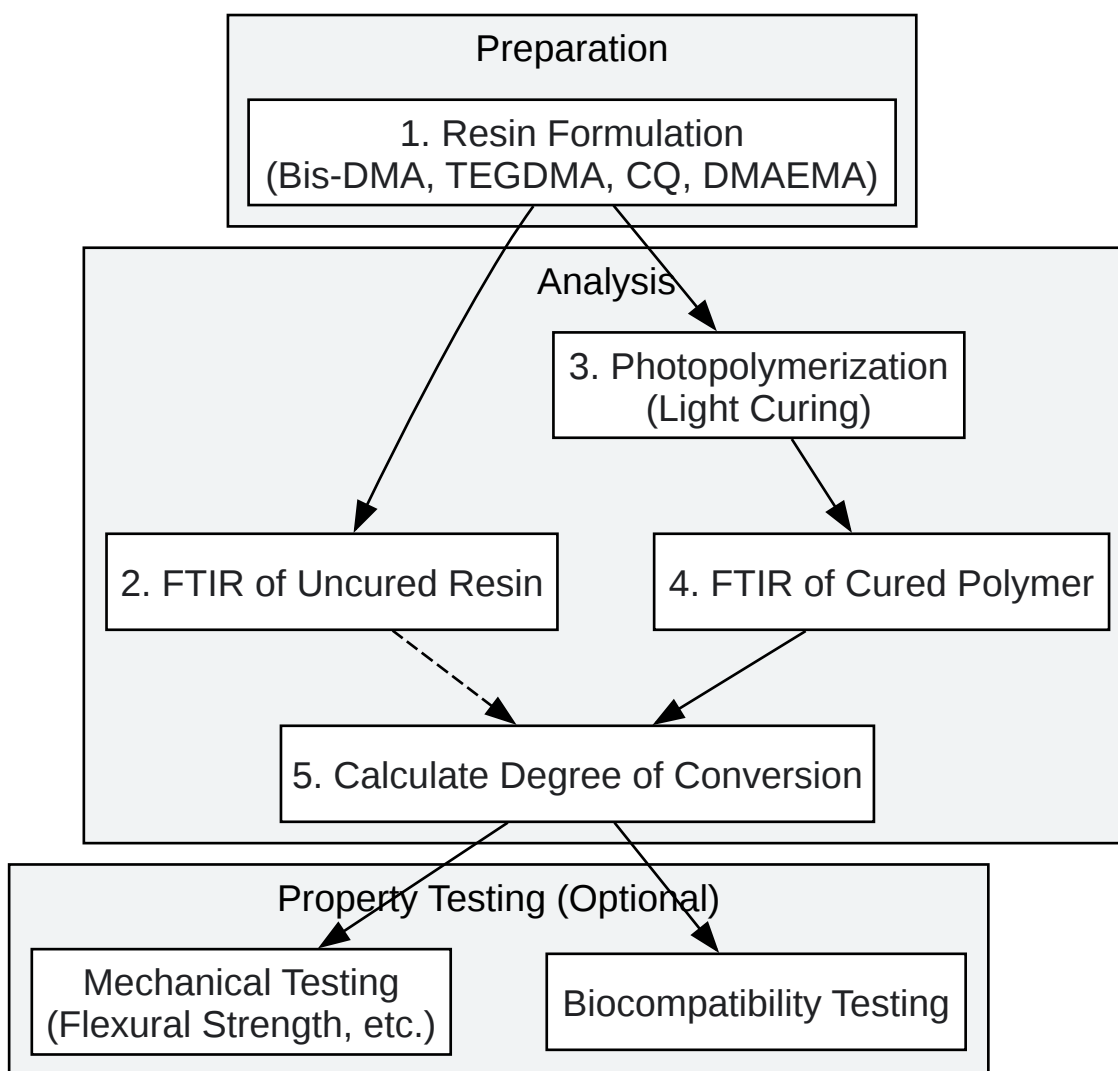 Preparation
1. Resin Formulation
(Bis-DMA, TEGDMA, CQ, DMAEMA)
Analysis
3. Photopolymerization
(Light Curing)
2. FTIR of Uncured Resin
4. FTIR of Cured Polymer
5. Calculate Degree of Conversion
Property Testing (Optional)
Mechanical Testing
(Flexural Strength, etc.)
Biocompatibility Testing